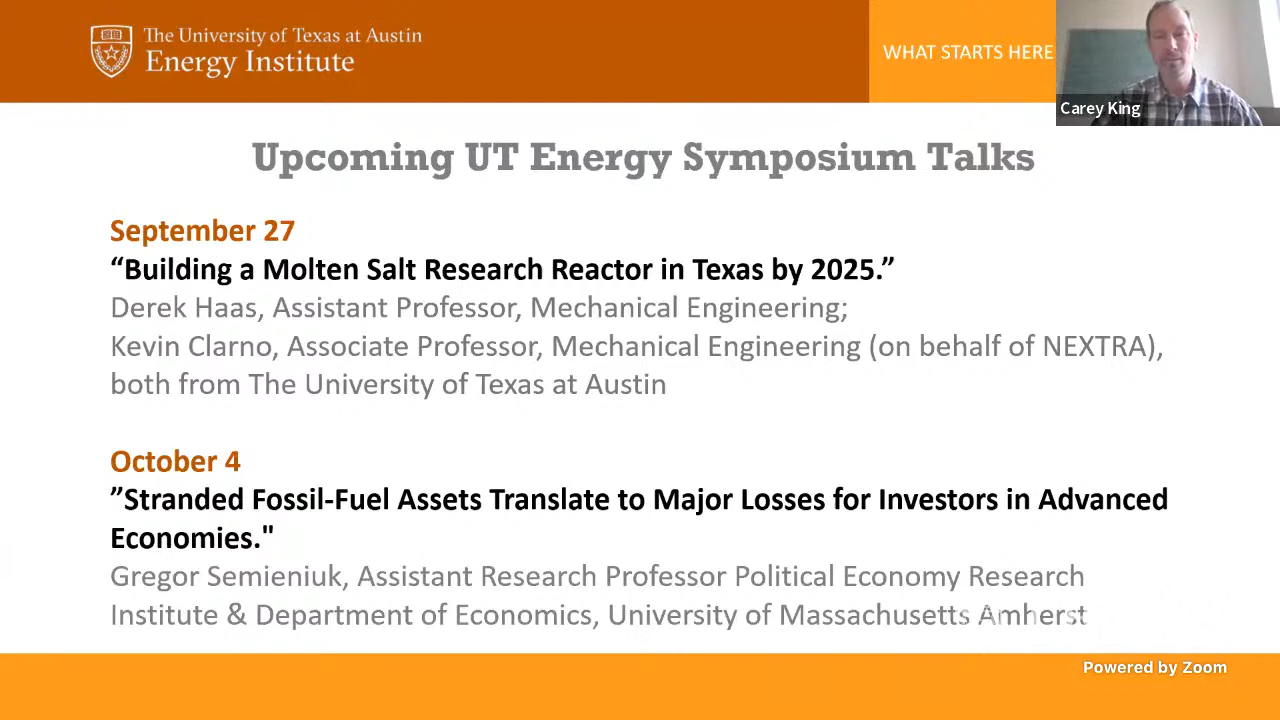 The University of Texas at Austin
Energy Institute
WHAT STARTS HERE
Carey King
Upcoming UT Energy Symposium Talks
September 27
“Building a Molten Salt Research Reactor in Texas by 2025.”
Derek Haas, Assistant Professor, Mechanical Engineering;
Kevin Clarno, Associate Professor, Mechanical Engineering (on behalf of NEXTRA),
both from The University of Texas at Austin
October 4
”Stranded Fossil-Fuel Assets Translate to Major Losses for Investors in Advanced
Economies."
Gregor Semieniuk, Assistant Research Professor Political Economy Research
Institute & Department of Economics, University of Massachusetts Amherst
Powered by Zoom